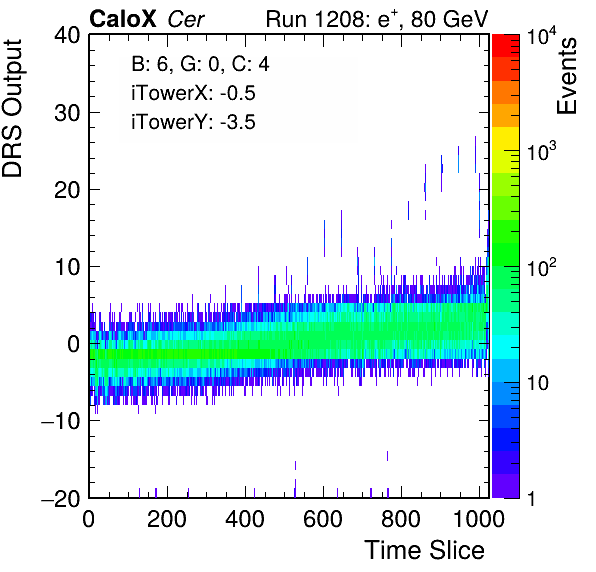 CaloX Cer
Run 1208: e+, 80 GeV
B: 6, G: 0, C: 4
iTowerX: -0.5
iTowerY: -3.5
DRS Output
40
30
20
10
0
−10
−20
0
200
400
600
800
1000
Time Slice
Events
10^4
10^3
10^2
10
1